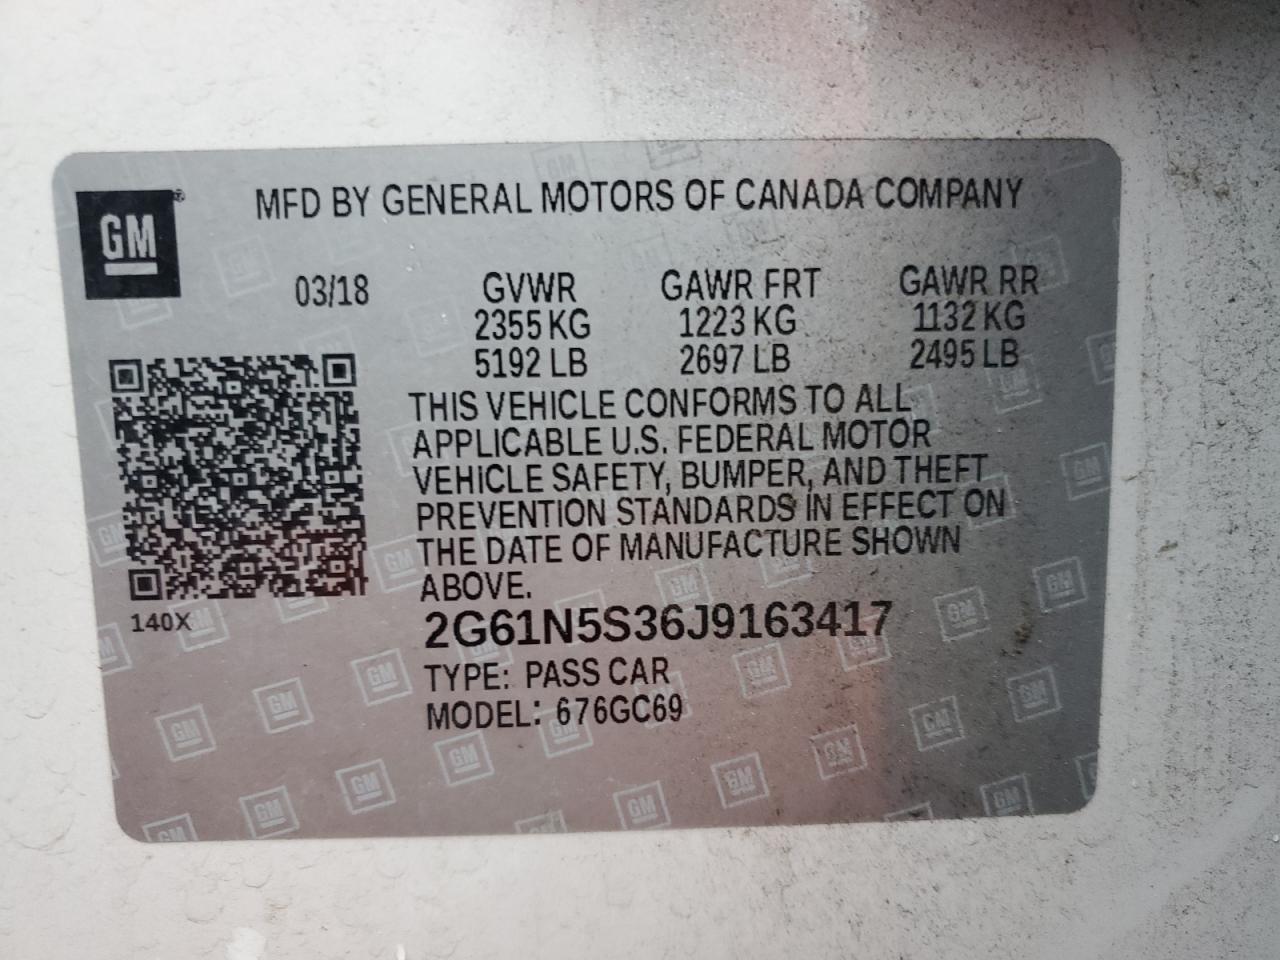 GM®
MFD BY GENERAL MOTORS OF CANADA COMPANY
03/18 GVWR GAWR FRT GAWR RR
2355 KG 1223 KG 1132 KG
5192 LB 2697 LB 2495 LB
THIS VEHICLE CONFORMS TO ALL
APPLICABLE U.S. FEDERAL MOTOR
VEHICLE SAFETY, BUMPER, AND THEFT
PREVENTION STANDARDS IN EFFECT ON
THE DATE OF MANUFACTURE SHOWN
ABOVE.
140X
2G61N5S36J9163417
TYPE: PASS CAR
MODEL: 676GC69